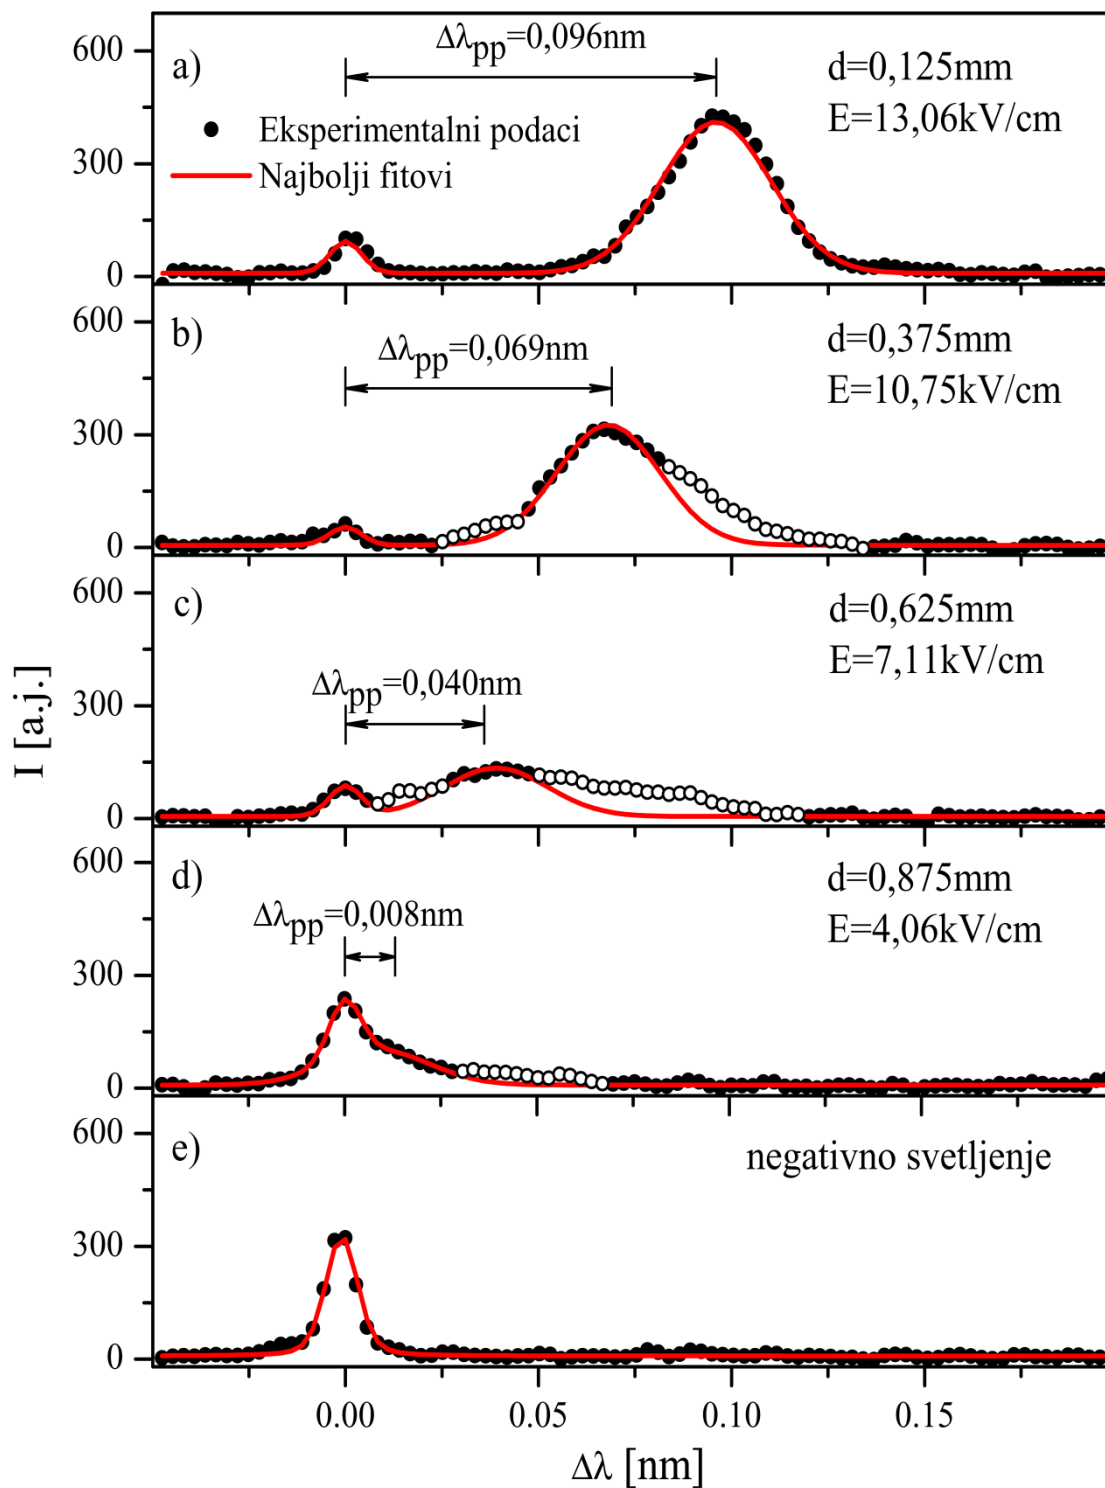 I [a.j.]
600
300
0
a)
Δλpp=0,096nm
d=0,125mm
E=13,06kV/cm
Eksperimentalni podaci
Najbolji fitovi
600
300
0
b)
Δλpp=0,069nm
d=0,375mm
E=10,75kV/cm
600
300
0
c)
Δλpp=0,040nm
d=0,625mm
E=7,11kV/cm
600
300
0
d)
Δλpp=0,008nm
d=0,875mm
E=4,06kV/cm
600
300
0
e)
negativno svetljenje
0.00 0.05 0.10 0.15
Δλ [nm]